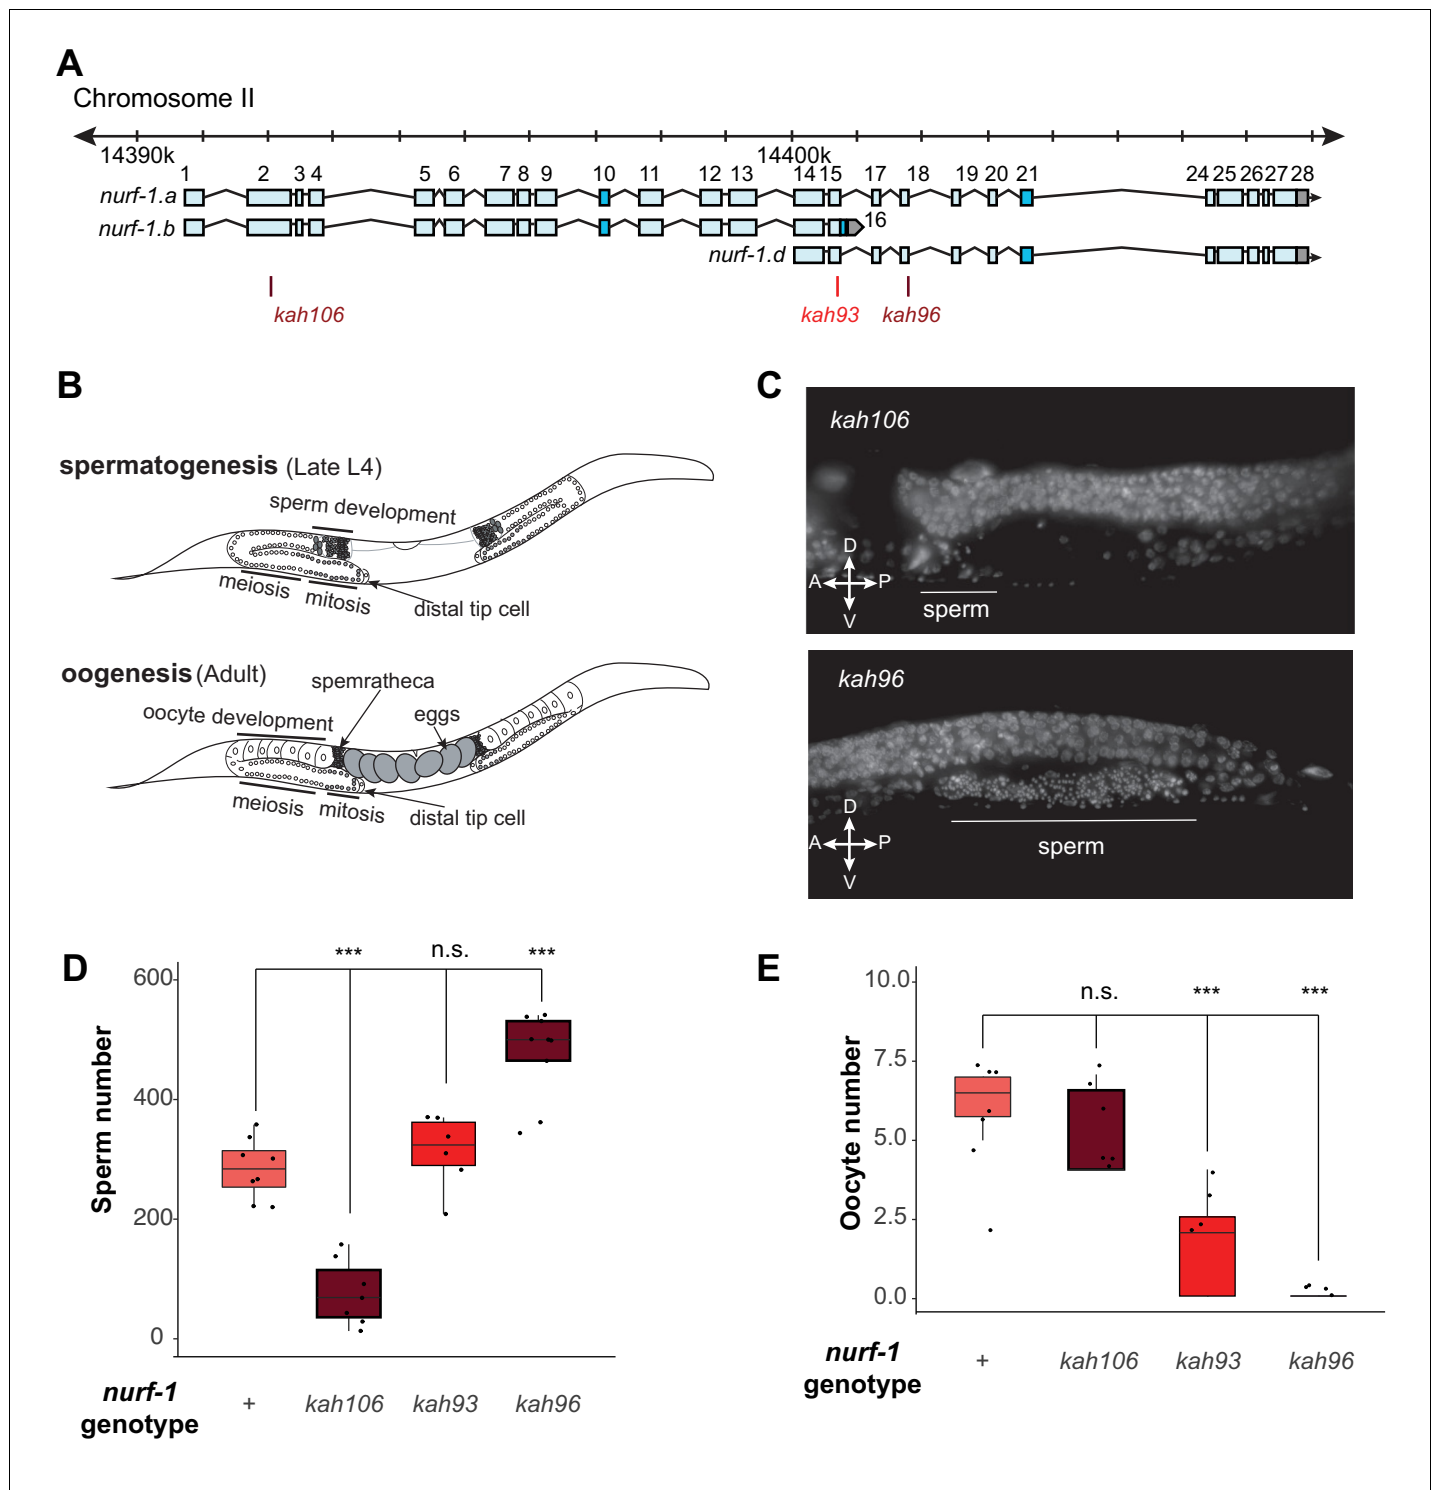 A
Chromosome II
14390k 14400k
1 2 3 4 5 6 7 8 9 10 11 12 13 14 15 17 18 19 20 21 24 25 26 27 28
nurf-1.a
nurf-1.b 16
nurf-1.d
kah106 kah93 kah96
B
spermatogenesis (Late L4)
sperm development
meiosis mitosis distal tip cell
oogenesis (Adult)
spemratheca
oocyte development eggs
meiosis mitosis distal tip cell
C
kah106
D
A P
V
sperm
kah96
D
A P
V
sperm
D
*** n.s. ***
Sperm number
600
400
200
0
nurf-1
genotype
+ kah106 kah93 kah96
E
n.s. *** ***
Oocyte number
10.0
7.5
5.0
2.5
0.0
nurf-1
genotype
+ kah106 kah93 kah96